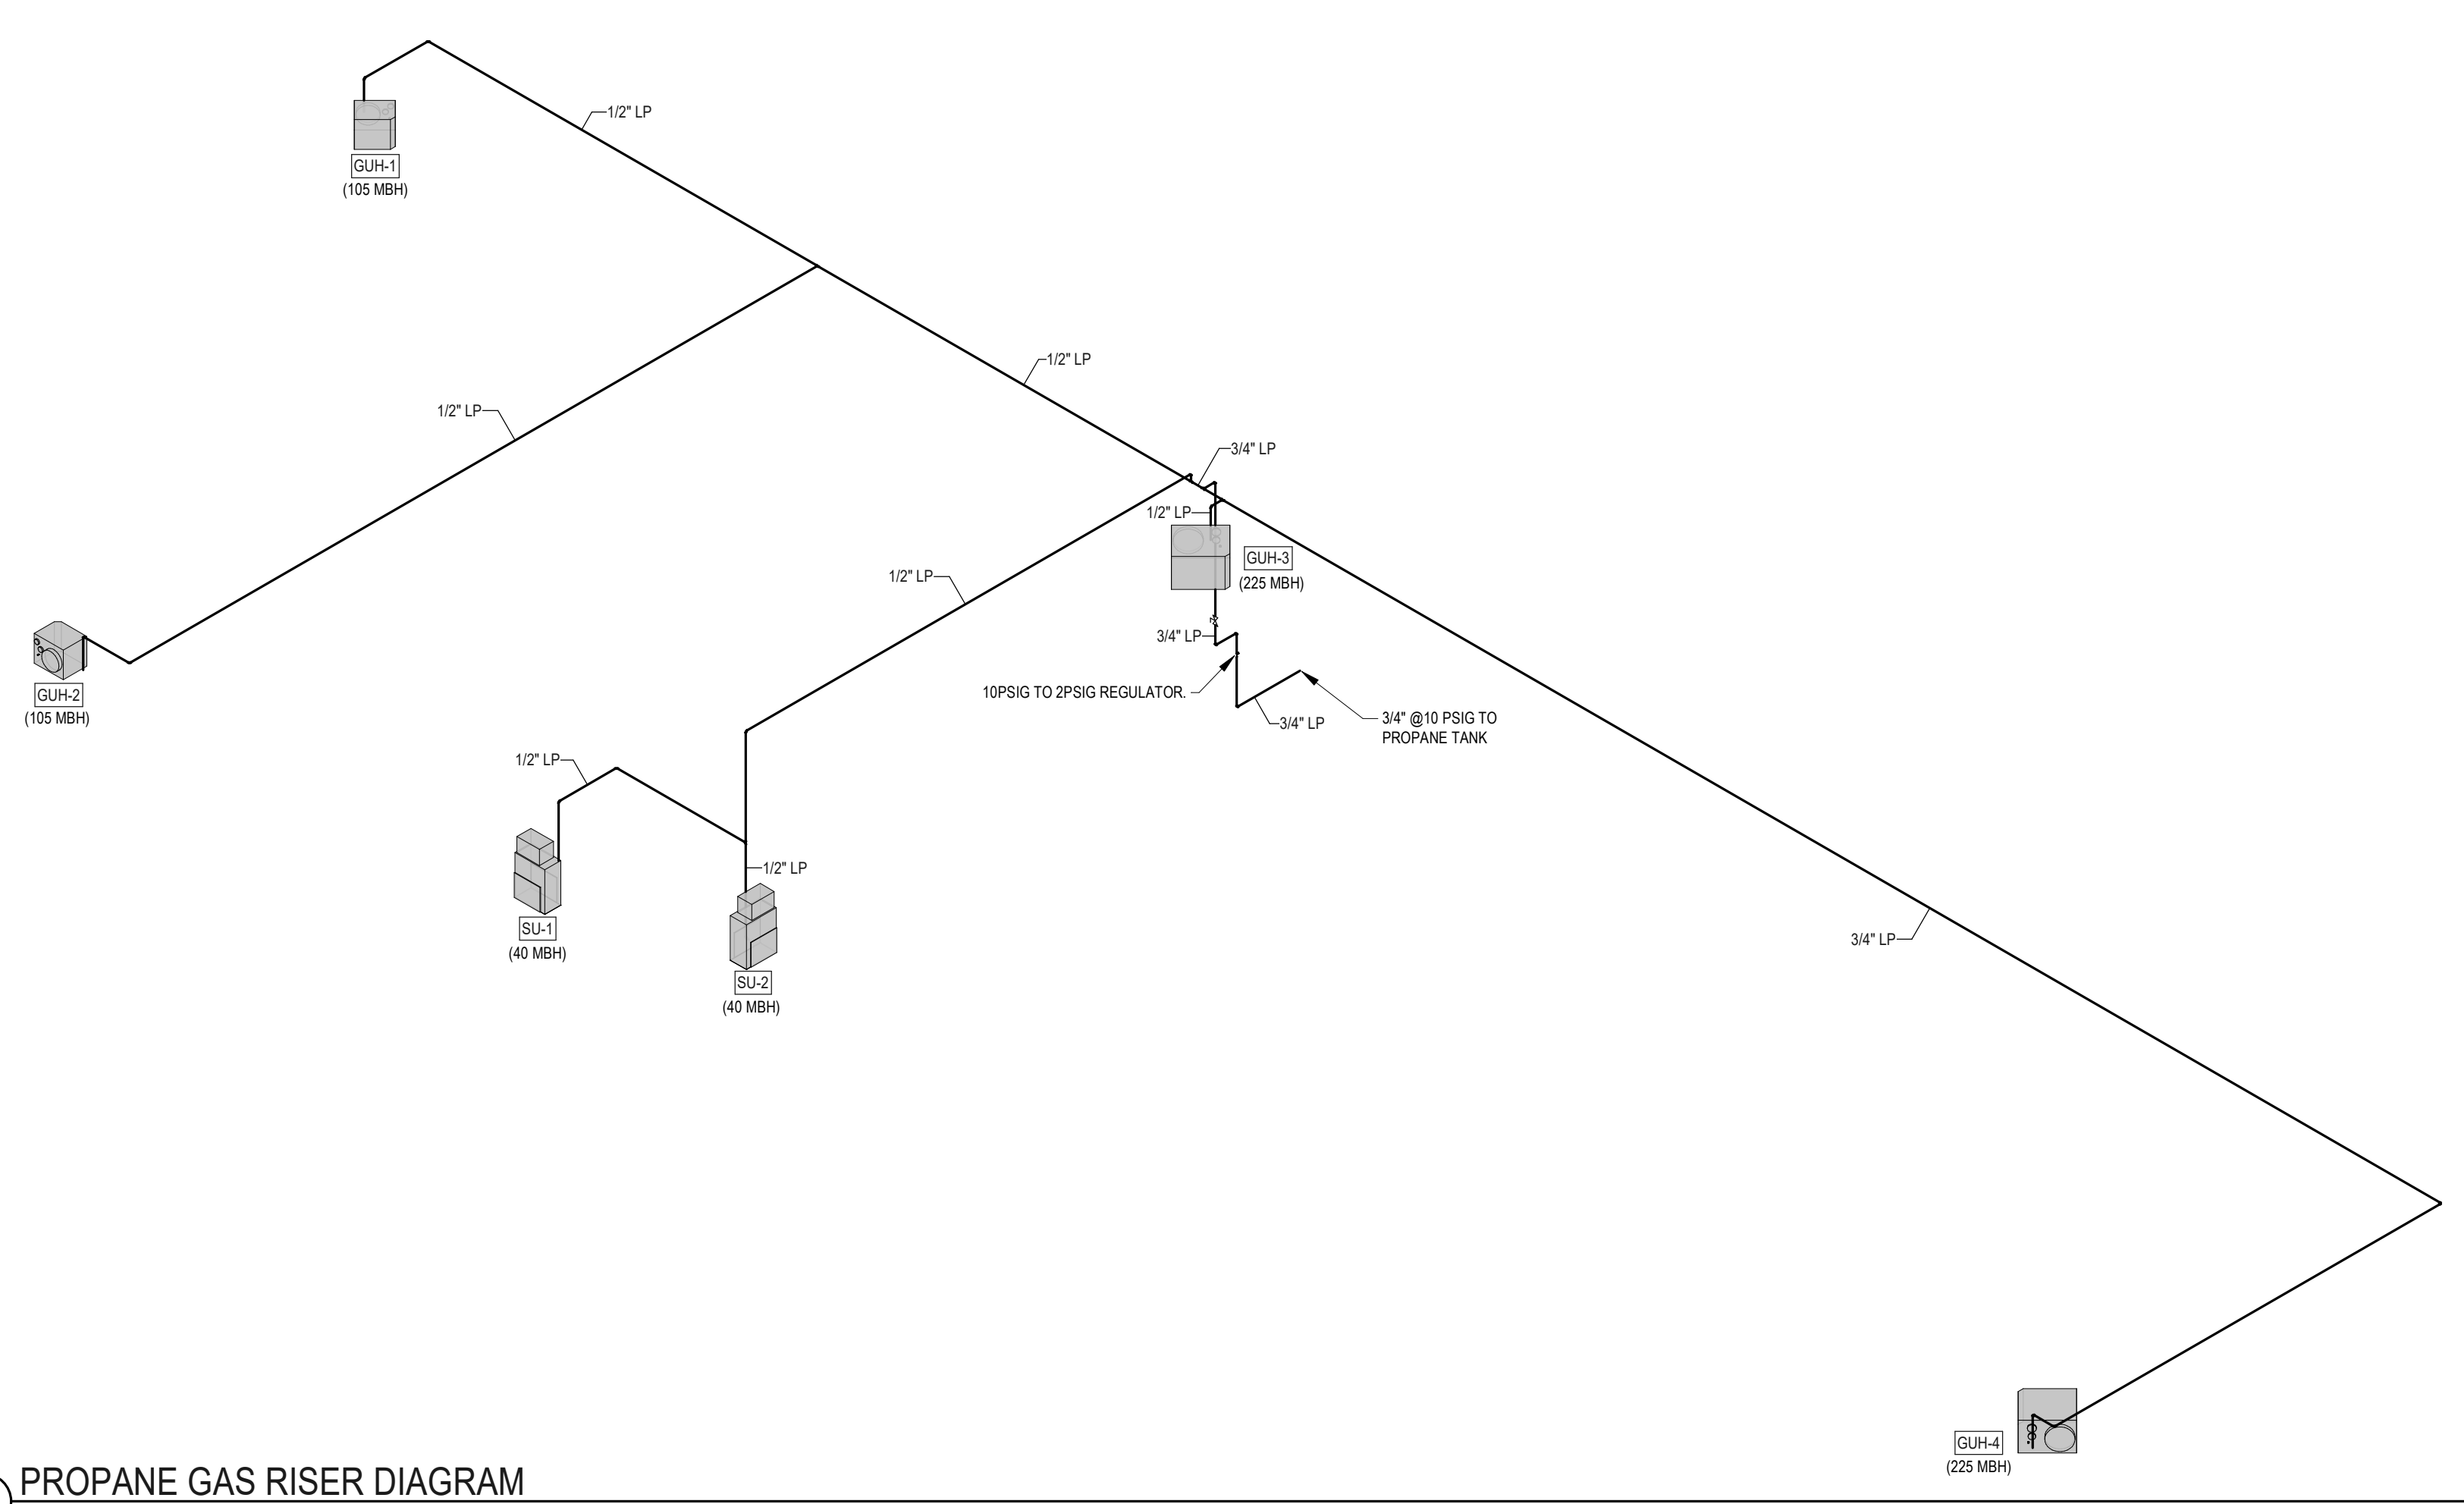 1/2" LP
GUH-1
(105 MBH)
1/2" LP
1/2" LP
3/4" LP
1/2" LP
GUH-3
(225 MBH)
1/2" LP
3/4" LP
GUH-2
(105 MBH)
10PSIG TO 2PSIG REGULATOR.
3/4" LP
3/4" @10 PSIG TO
PROPANE TANK
1/2" LP
1/2" LP
SU-1
(40 MBH)
SU-2
(40 MBH)
3/4" LP
GUH-4
(225 MBH)
PROPANE GAS RISER DIAGRAM